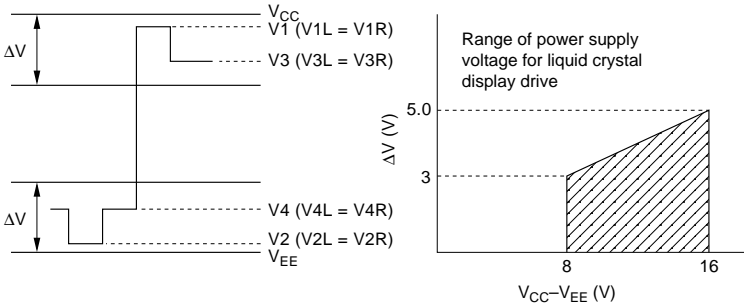 V_CC
V1 (V1L = V1R)
ΔV
V3 (V3L = V3R)
ΔV
V4 (V4L = V4R)
V2 (V2L = V2R)
V_EE
Range of power supply
voltage for liquid crystal
display drive
5.0
ΔV (V)
3
8
16
V_CC–V_EE (V)